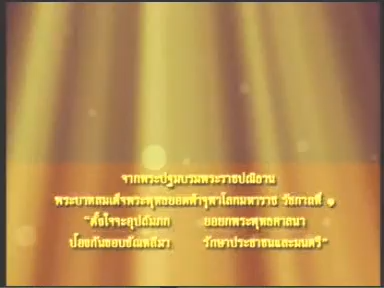 จากพระปฐมบรมพระราชปณิธาน
พระบาทสมเด็จพระพุทธยอดฟ้าจุฬาโลกมหาราช รัชกาลที่ ๑
"ตั้งใจจะอุปถัมภก ยอยกพระพุทธศาสนา
ป้องกันขอบขัณฑสีมา รักษาประชาชนและมนตรี"